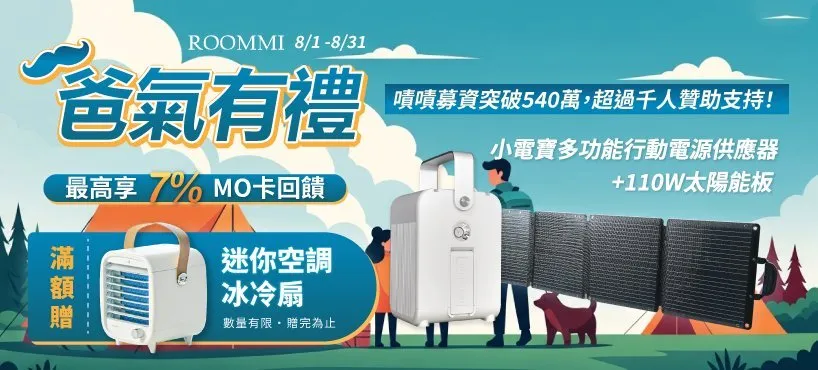 ROOMMI 8/1 -8/31
爸氣有禮
最高享 7% MO卡回饋
滿額贈
迷你空調
冰冷扇
數量有限・贈完為止
嘖嘖募資突破540萬，超過千人贊助支持！
小電寶多功能行動電源供應器
+110W太陽能板